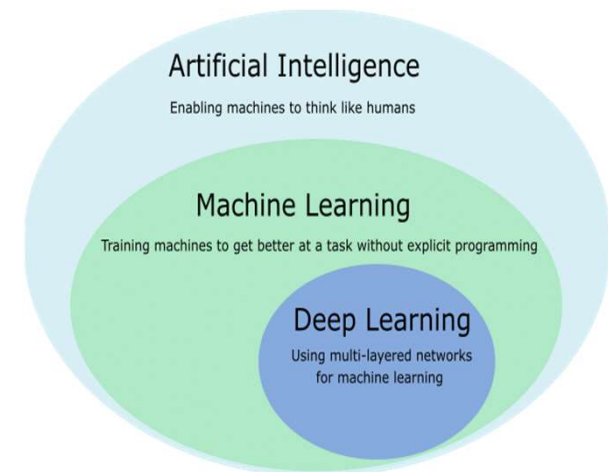 Artificial Intelligence
Enabling machines to think like humans
Machine Learning
Training machines to get better at a task without explicit programming
Deep Learning
Using multi-layered networks
for machine learning